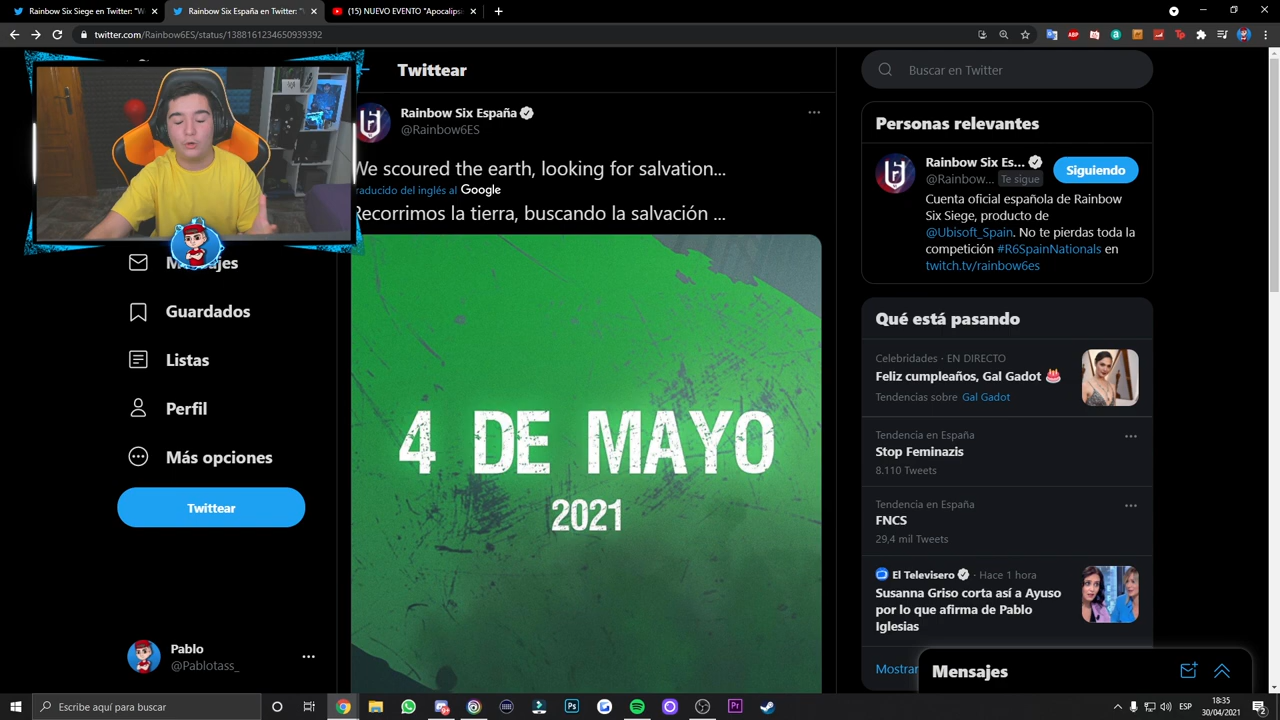 Rainbow Six Siege en Twitter: "W
Rainbow Six España en Twitter: "
(15) NUEVO EVENTO "Apocalips
twitter.com/Rainbow6ES/status/1388161234650939392
Twittear
Rainbow Six España
@Rainbow6ES
We scoured the earth, looking for salvation...
raducido del inglés al Google
Recorrimos la tierra, buscando la salvación ...
4 DE MAYO
2021
Guardados
Listas
Perfil
Más opciones
Twittear
Pablo
@Pablotass_
Buscar en Twitter
Personas relevantes
Rainbow Six Es...
@Rainbow... Te sigue
Siguiendo
Cuenta oficial española de Rainbow
Six Siege, producto de
@Ubisoft_Spain. No te pierdas toda la
competición #R6SpainNationals en
twitch.tv/rainbow6es
Qué está pasando
Celebridades · EN DIRECTO
Feliz cumpleaños, Gal Gadot
Tendencias sobre Gal Gadot
Tendencia en España
Stop Feminazis
8.110 Tweets
Tendencia en España
FNCS
29,4 mil Tweets
El Televisero · Hace 1 hora
Susanna Griso corta así a Ayuso
por lo que afirma de Pablo
Iglesias
Mostrar
Mensajes
Escribe aquí para buscar
ESP
18:35
30/04/2021